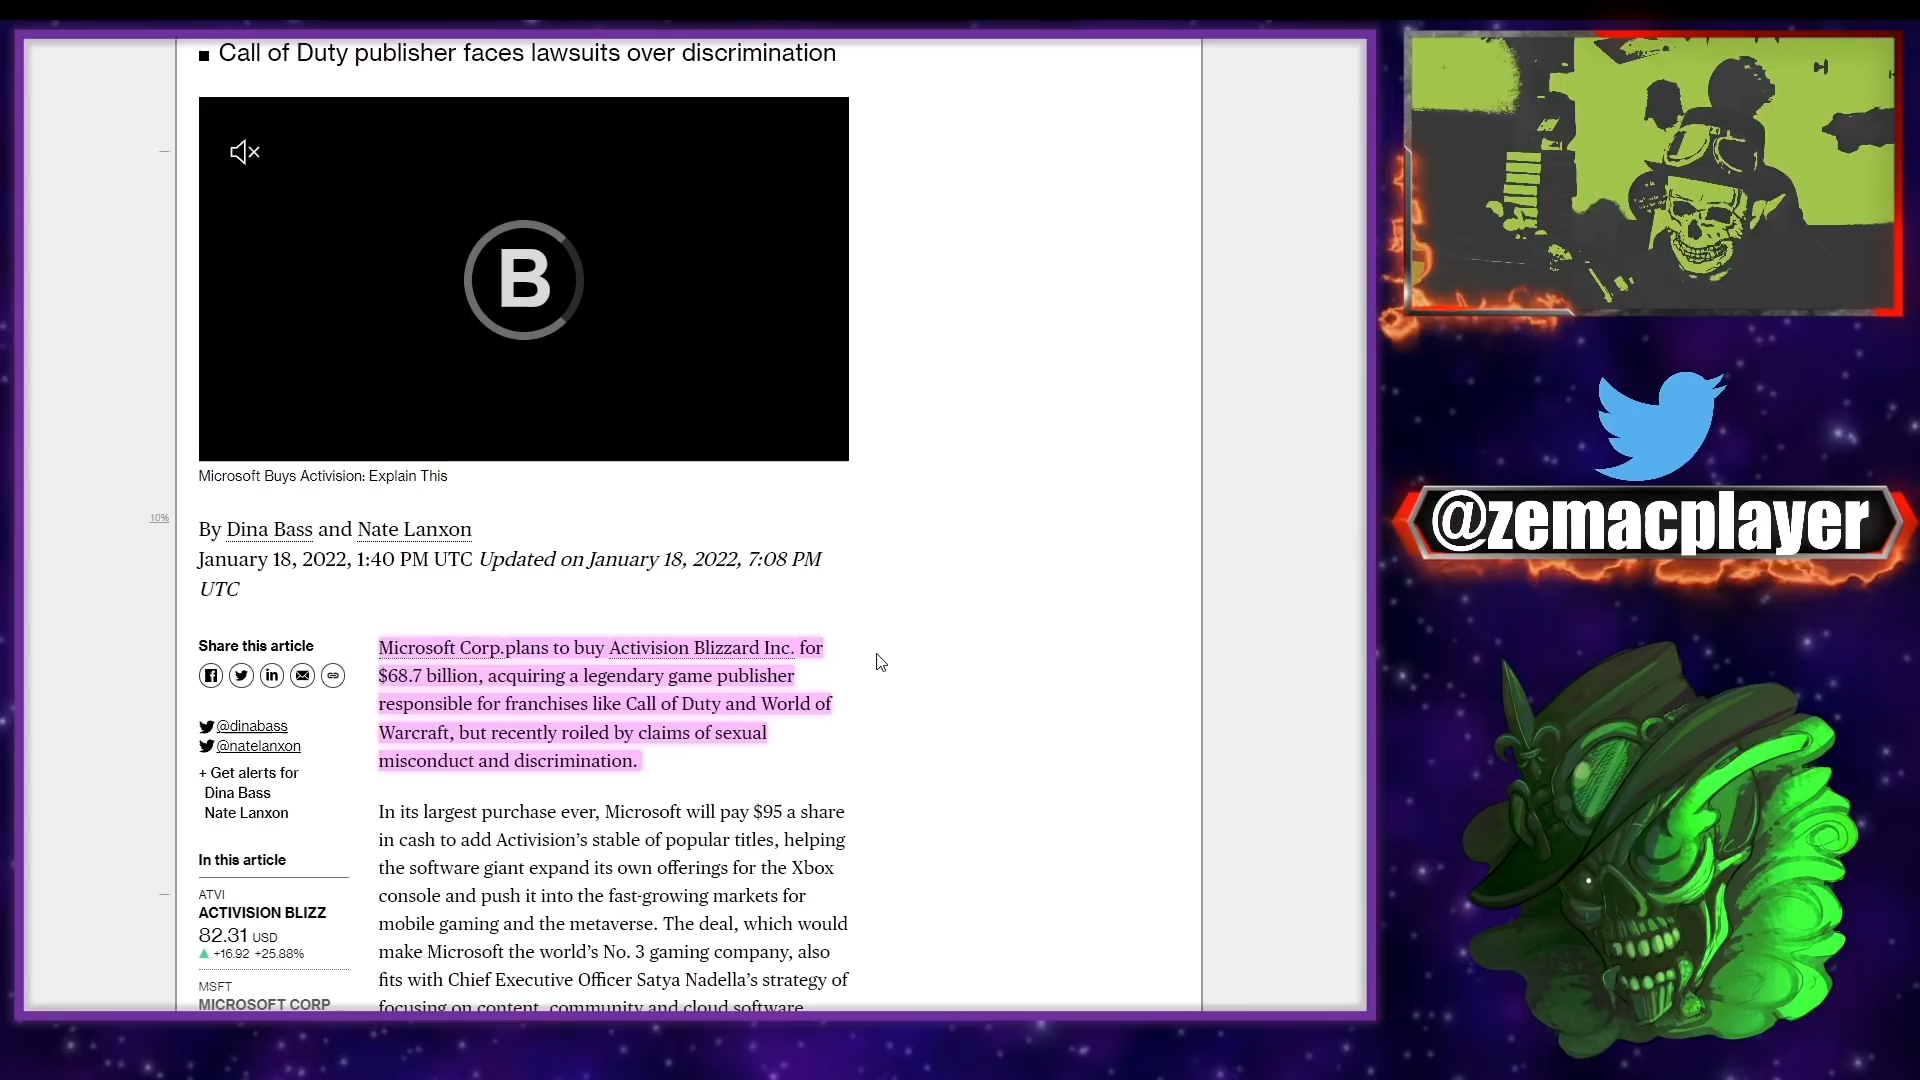 Call of Duty publisher faces lawsuits over discrimination
B
Microsoft Buys Activision: Explain This
10%
By Dina Bass and Nate Lanxon
January 18, 2022, 1:40 PM UTC Updated on January 18, 2022, 7:08 PM
UTC
Share this article
@dinabass
@natelanxon
+ Get alerts for
Dina Bass
Nate Lanxon
In this article
ATVI
ACTIVISION BLIZZ
82.31 USD
+16.92 +25.88%
MSFT
MICROSOFT CORP
Microsoft Corp.plans to buy Activision Blizzard Inc. for
$68.7 billion, acquiring a legendary game publisher
responsible for franchises like Call of Duty and World of
Warcraft, but recently roiled by claims of sexual
misconduct and discrimination.
In its largest purchase ever, Microsoft will pay $95 a share
in cash to add Activision’s stable of popular titles, helping
the software giant expand its own offerings for the Xbox
console and push it into the fast-growing markets for
mobile gaming and the metaverse. The deal, which would
make Microsoft the world’s No. 3 gaming company, also
fits with Chief Executive Officer Satya Nadella’s strategy of
focusing on content, community and cloud software
@zemacplayer